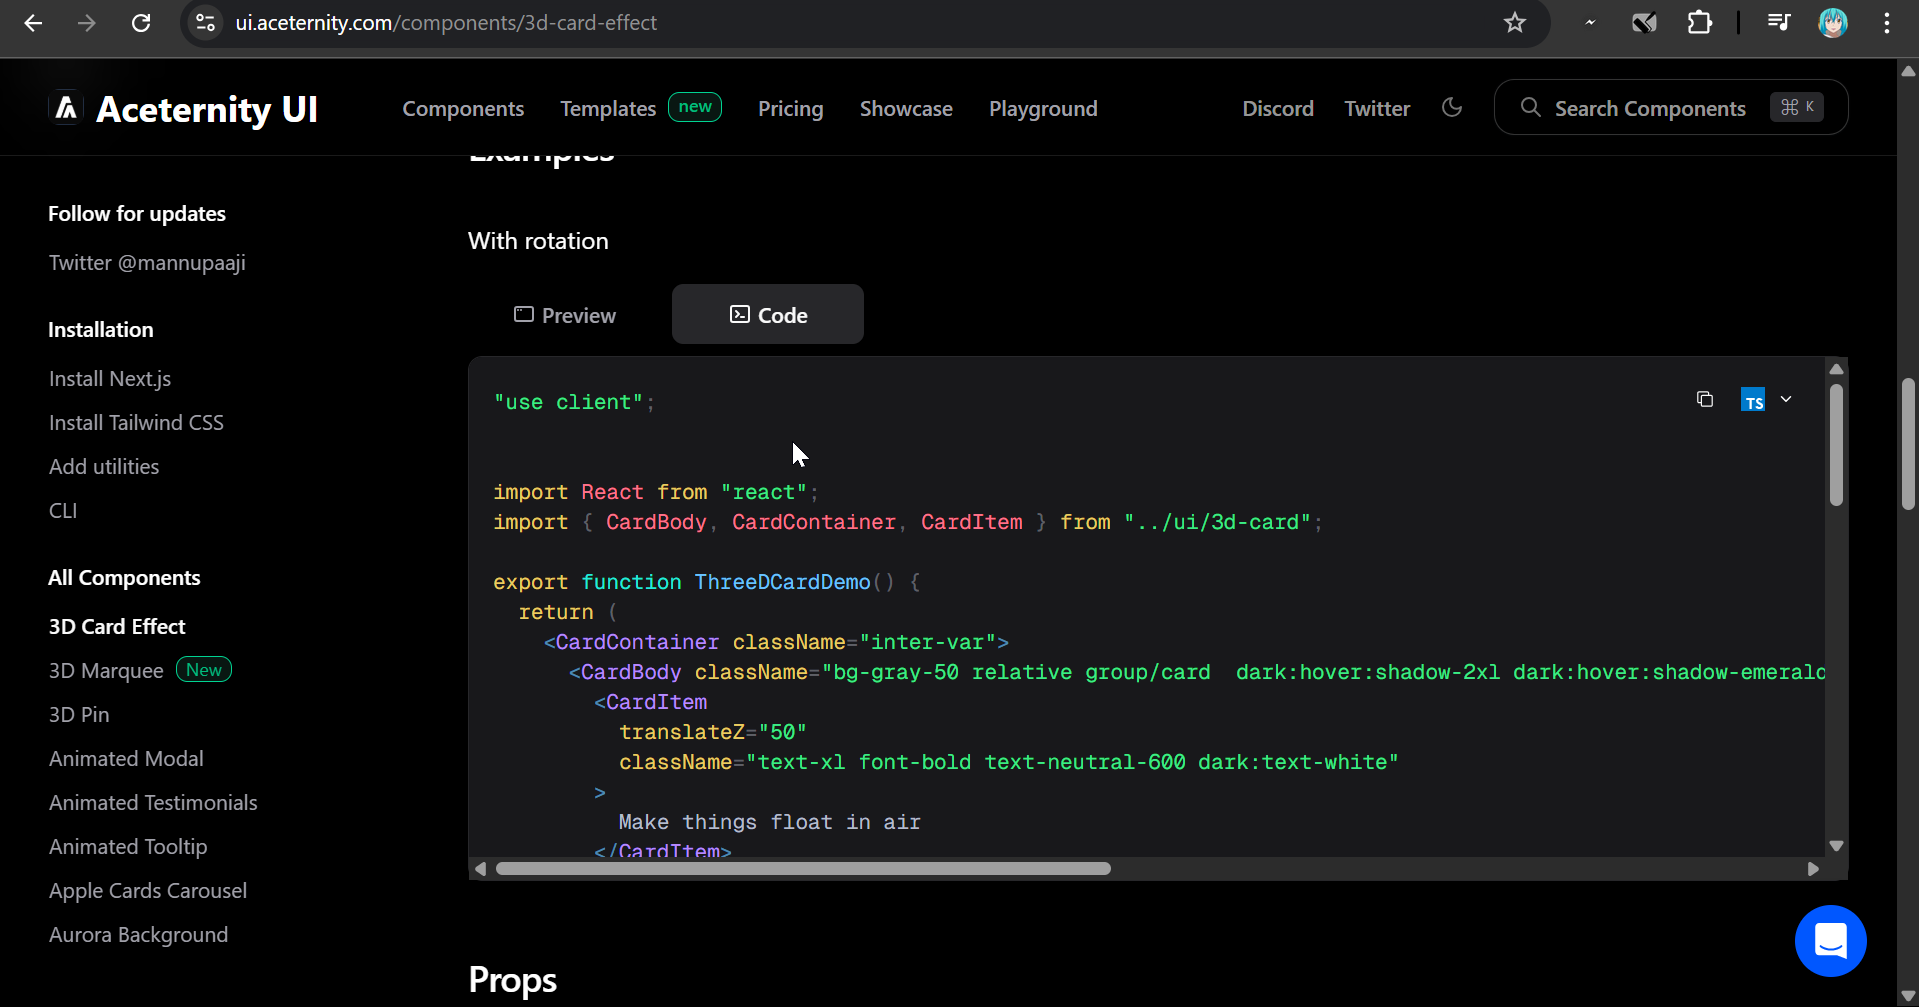 ui.aceternity.com/components/3d-card-effect
Aceternity UI
Components
Templates new
Pricing
Showcase
Playground
Discord
Twitter
Search Components ⌘ K
Follow for updates
Twitter @mannupaaji
Installation
Install Next.js
Install Tailwind CSS
Add utilities
CLI
All Components
3D Card Effect
3D Marquee New
3D Pin
Animated Modal
Animated Testimonials
Animated Tooltip
Apple Cards Carousel
Aurora Background
Examples
With rotation
Preview
Code
TS
"use client";
import React from "react";
import { CardBody, CardContainer, CardItem } from "../ui/3d-card";
export function ThreeDCardDemo() {
return (
<CardContainer className="inter-var">
<CardBody className="bg-gray-50 relative group/card  dark:hover:shadow-2xl dark:hover:shadow-emerald
<CardItem
translateZ="50"
className="text-xl font-bold text-neutral-600 dark:text-white"
>
Make things float in air
</CardItem>
Props